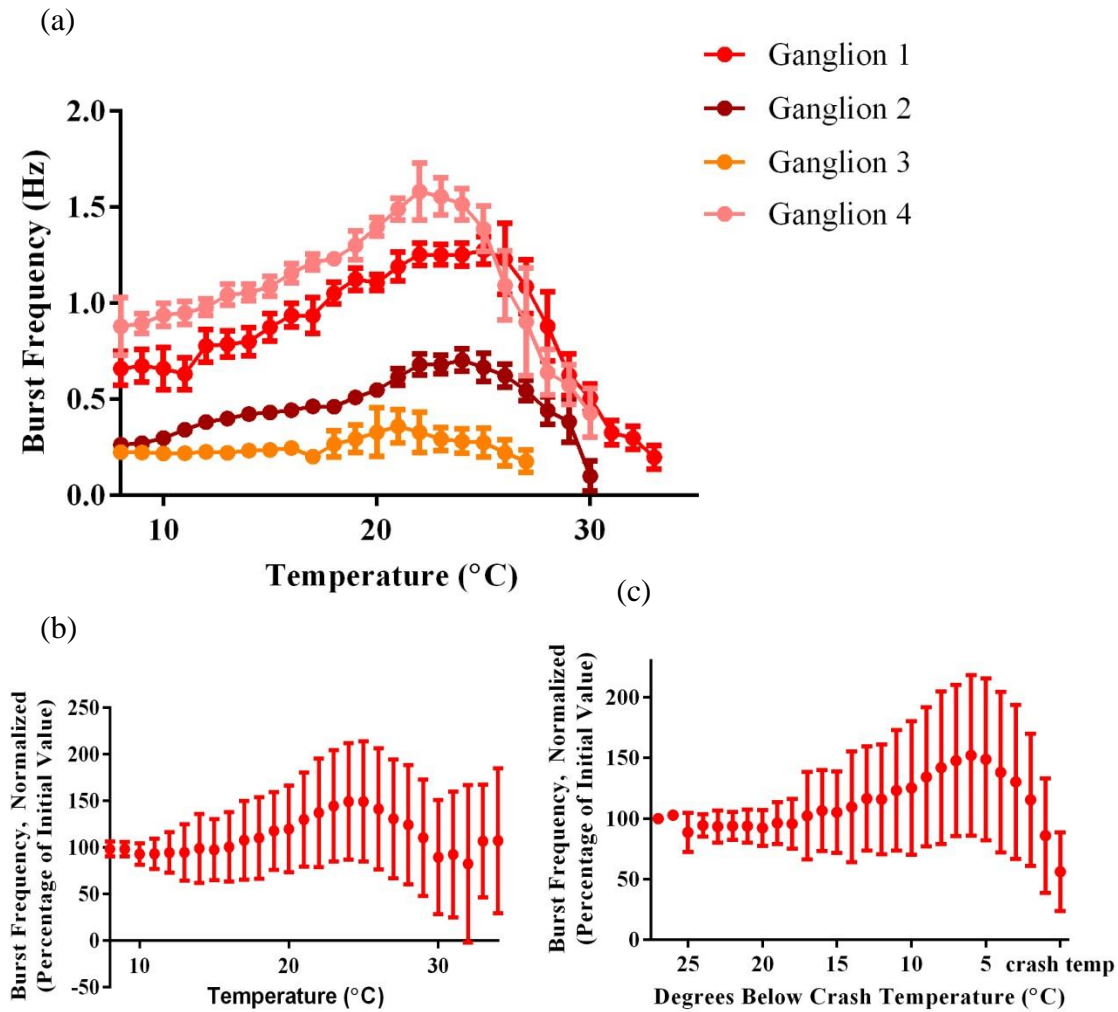 (a)
Ganglion 1
Ganglion 2
Ganglion 3
Ganglion 4
2.0
1.5
1.0
0.5
0.0
Burst Frequency (Hz)
10 20 30
Temperature (°C)
(b)
Burst Frequency, Normalized
(Percentage of Initial Value)
250
200
150
100
50
0
-50
10 20 30
Temperature (°C)
(c)
Burst Frequency, Normalized
(Percentage of Initial Value)
200
150
100
50
0
25 20 15 10 5 crash temp
Degrees Below Crash Temperature (°C)